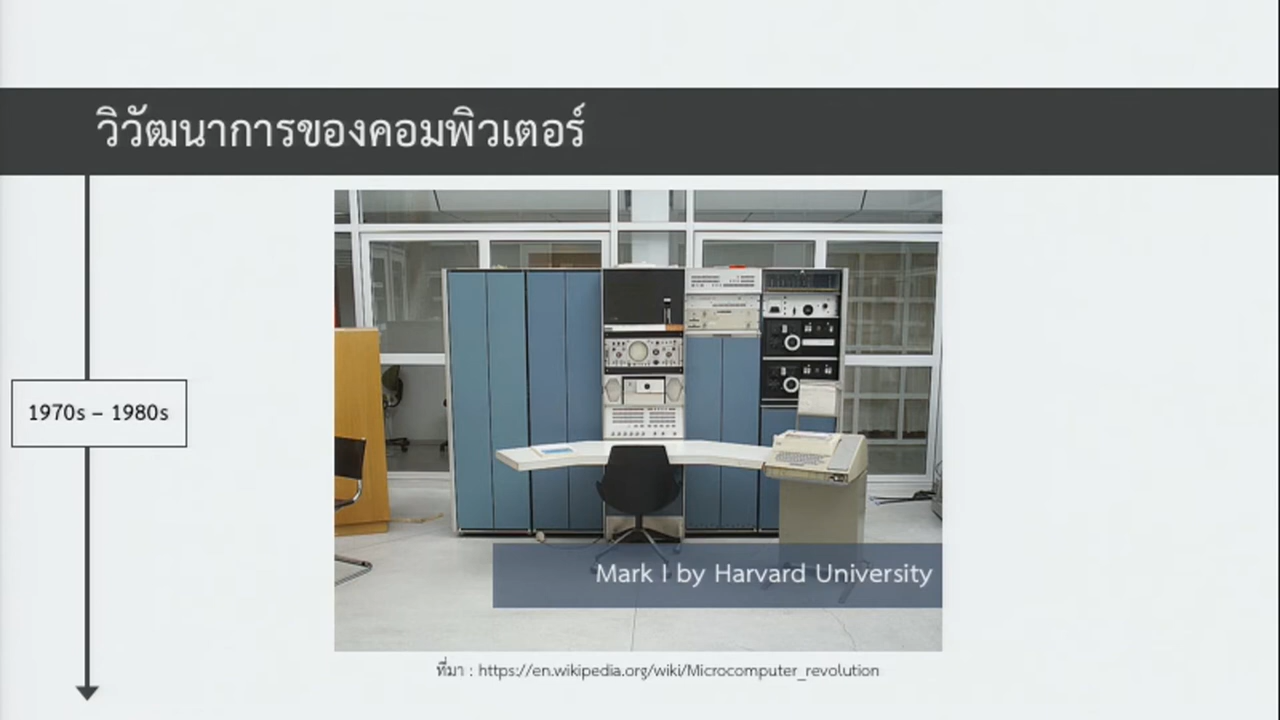 วิวัฒนาการของคอมพิวเตอร์
1970s – 1980s
Mark I by Harvard University
ที่มา : https://en.wikipedia.org/wiki/Microcomputer_revolution